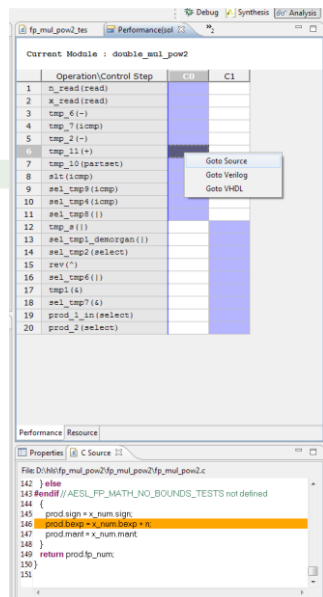 Debug Synthesis Analysis
fp_mul_pow2_tes Performance(sol »2
Current Module : double_mul_pow2
Operation\Control Step C0 C1
1 n_read(read)
2 x_read(read)
3 tmp_6(-)
4 tmp_7(icmp)
5 tmp_2(-)
6 tmp_11(+)
7 tmp_10(partset)
8 slt(icmp)
9 sel_tmp9(icmp)
10 sel_tmp4(icmp)
11 sel_tmp8(|)
12 tmp_s(|)
13 sel_tmp1_demorgan(|)
14 sel_tmp2(select)
15 rev(^)
16 sel_tmp6(|)
17 tmp1(&)
18 sel_tmp7(&)
19 prod_1_in(select)
20 prod_2(select)
Goto Source
Goto Verilog
Goto VHDL
Performance Resource
Properties C Source
File: D:\hls\fp_mul_pow2\fp_mul_pow2\fp_mul_pow2.c
142 } else
143 #endif // AESL_FP_MATH_NO_BOUNDS_TESTS not defined
144 {
145 prod.sign = x_num.sign;
146 prod.bexp = x_num.bexp + n;
147 prod.mant = x_num.mant;
148 }
149 return prod.fp_num;
150 }
151